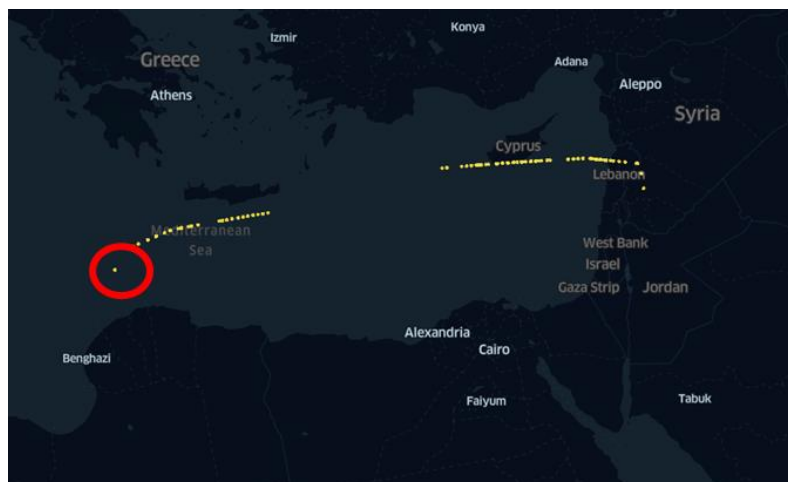 Izmir
Konya
Greece
Adana
Athens
Aleppo
Syria
Cyprus
Lebanon
Mediterranean
Sea
West Bank
Israel
Gaza Strip
Jordan
Alexandria
Cairo
Benghazi
Faiyum
Tabuk